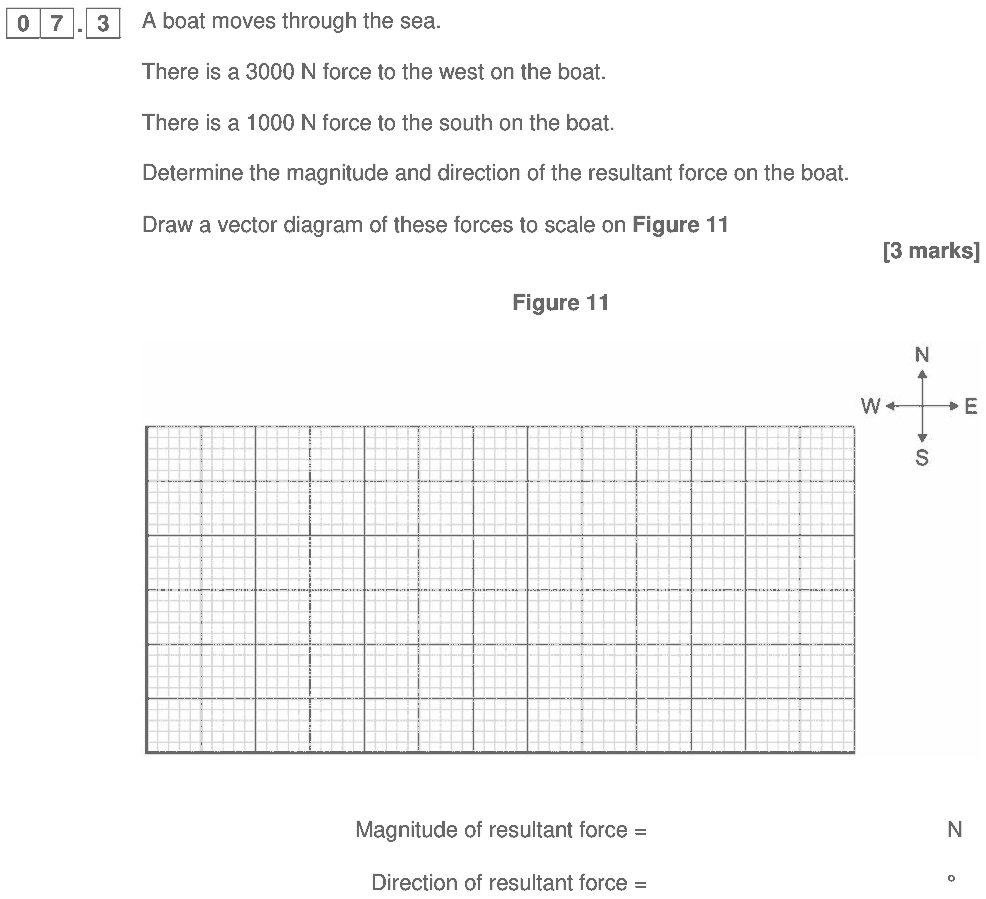 0 7 . 3 A boat moves through the sea.
There is a 3000 N force to the west on the boat.
There is a 1000 N force to the south on the boat.
Determine the magnitude and direction of the resultant force on the boat.
Draw a vector diagram of these forces to scale on Figure 11
[3 marks]
Figure 11
N
W E
S
Magnitude of resultant force = N
Direction of resultant force = °